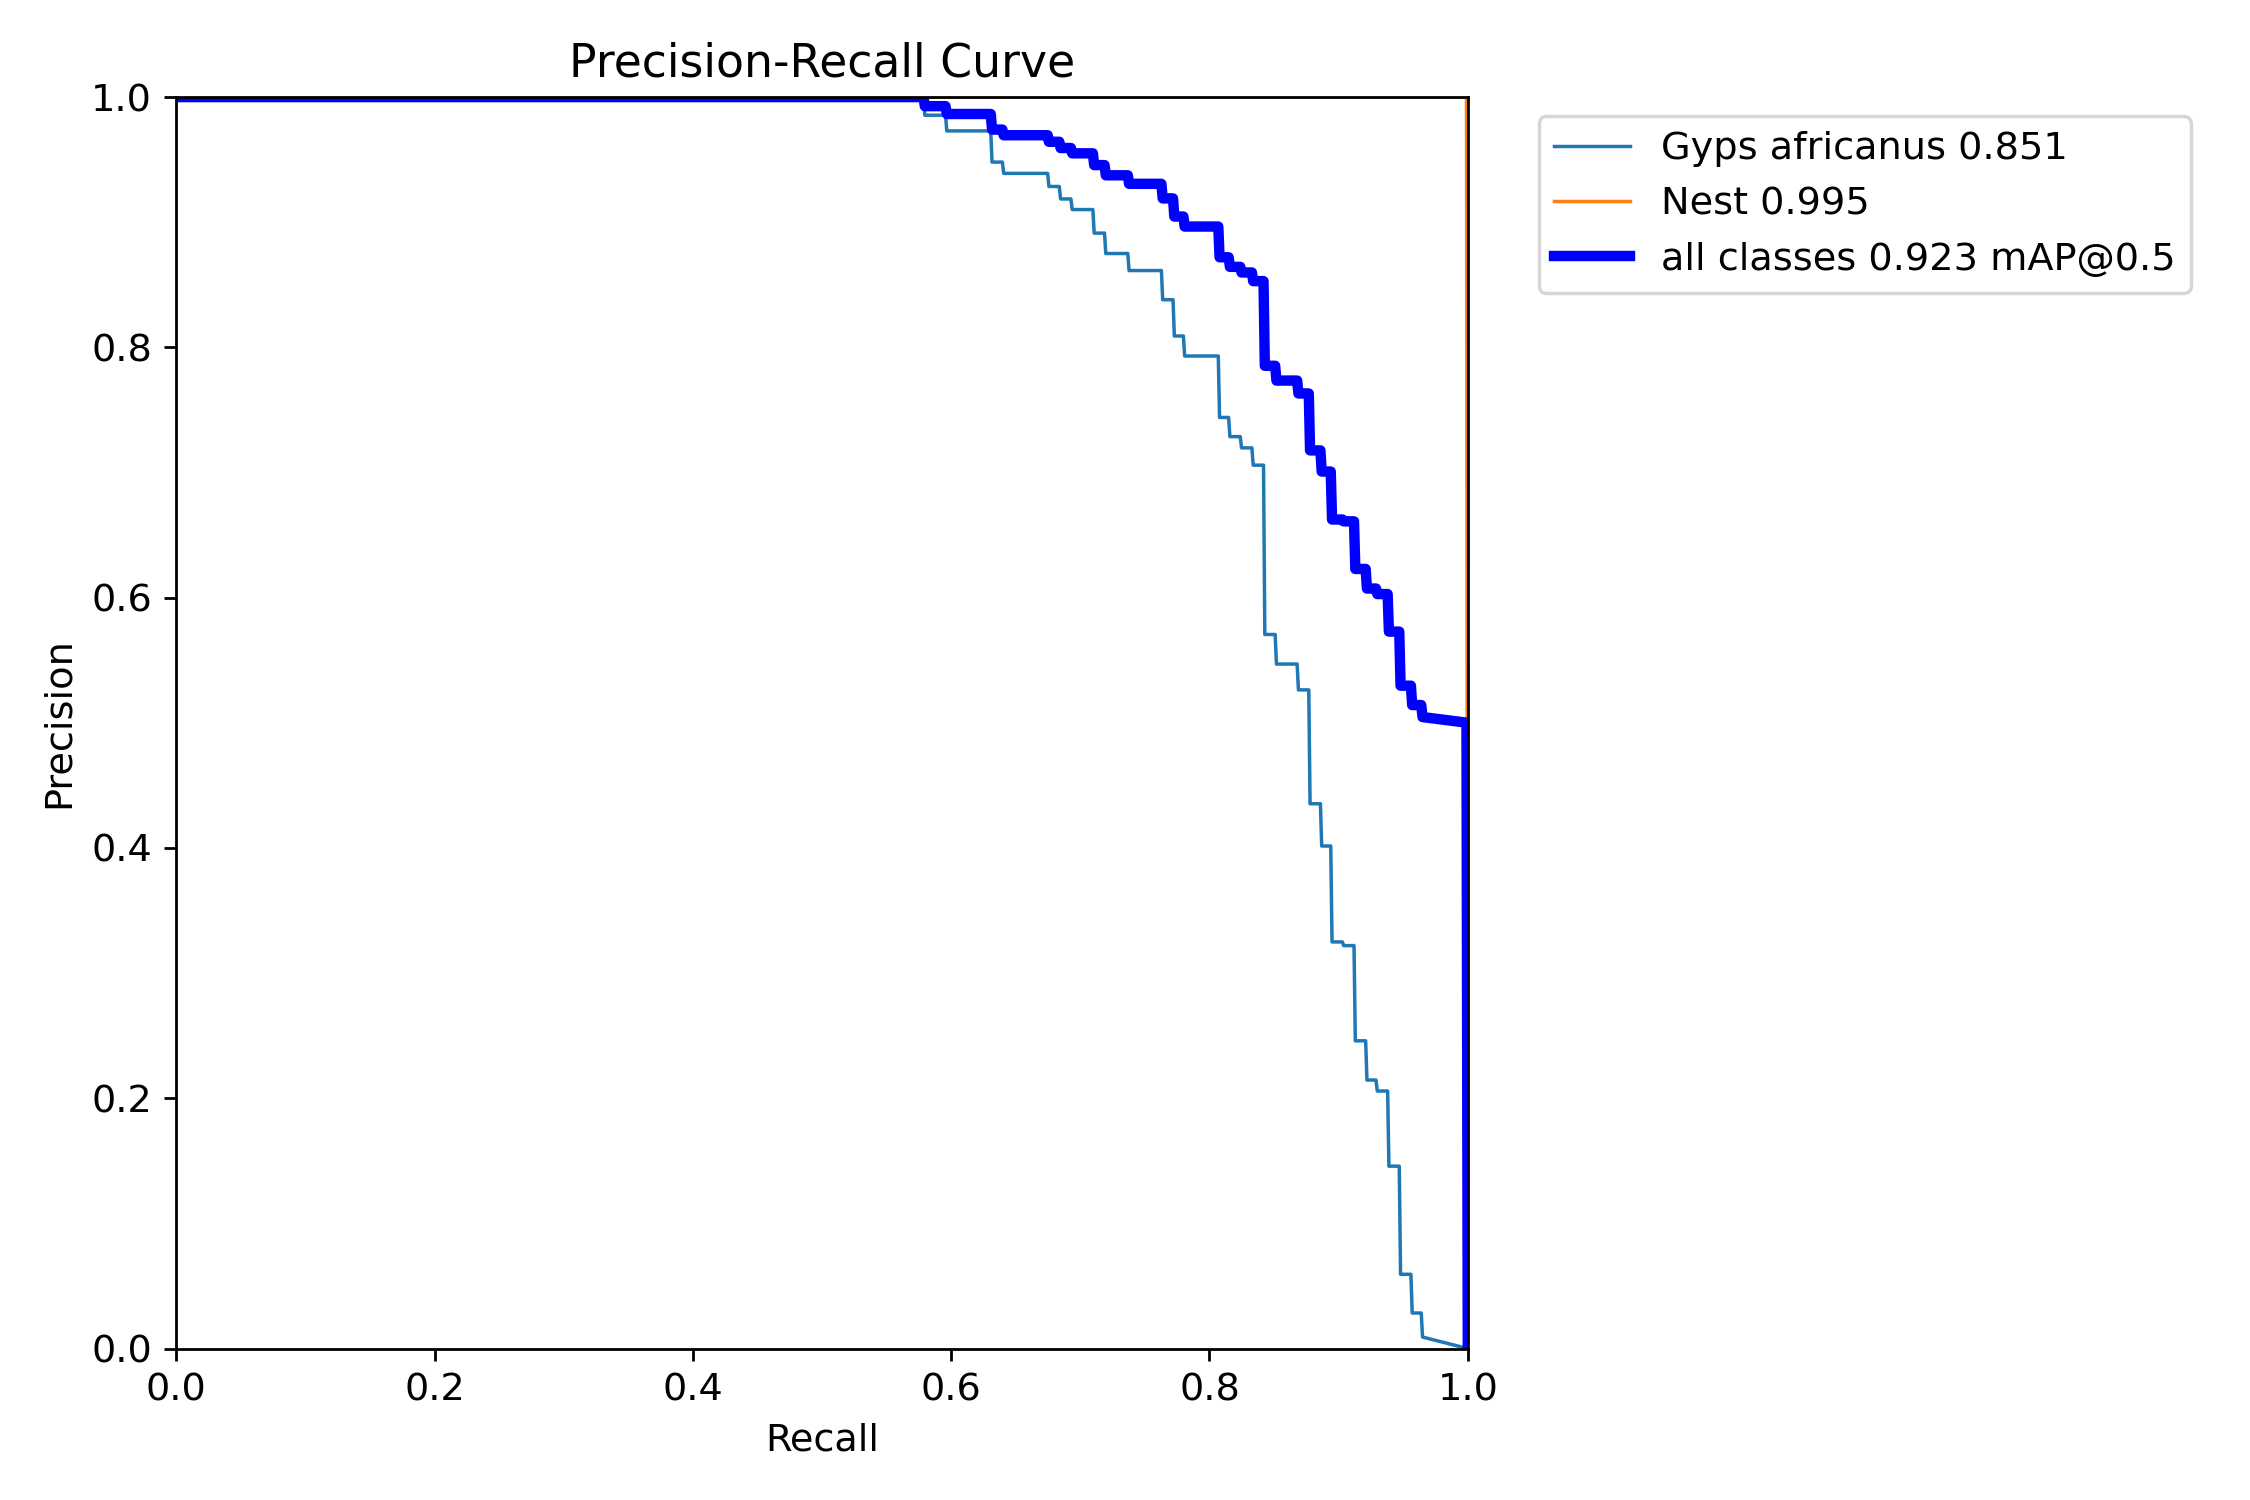 Precision-Recall Curve
1.0
0.8
0.6
0.4
0.2
0.0
Precision
0.0 0.2 0.4 0.6 0.8 1.0
Recall
Gyps africanus 0.851
Nest 0.995
all classes 0.923 mAP@0.5